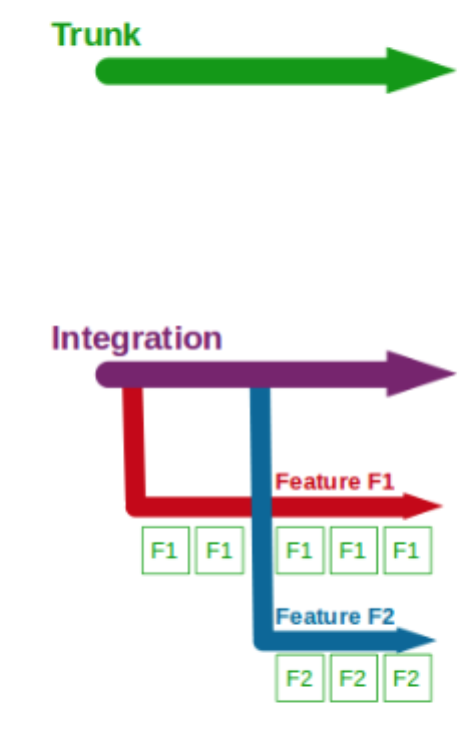 Trunk
Integration
Feature F1
F1 F1 F1 F1 F1
Feature F2
F2 F2 F2